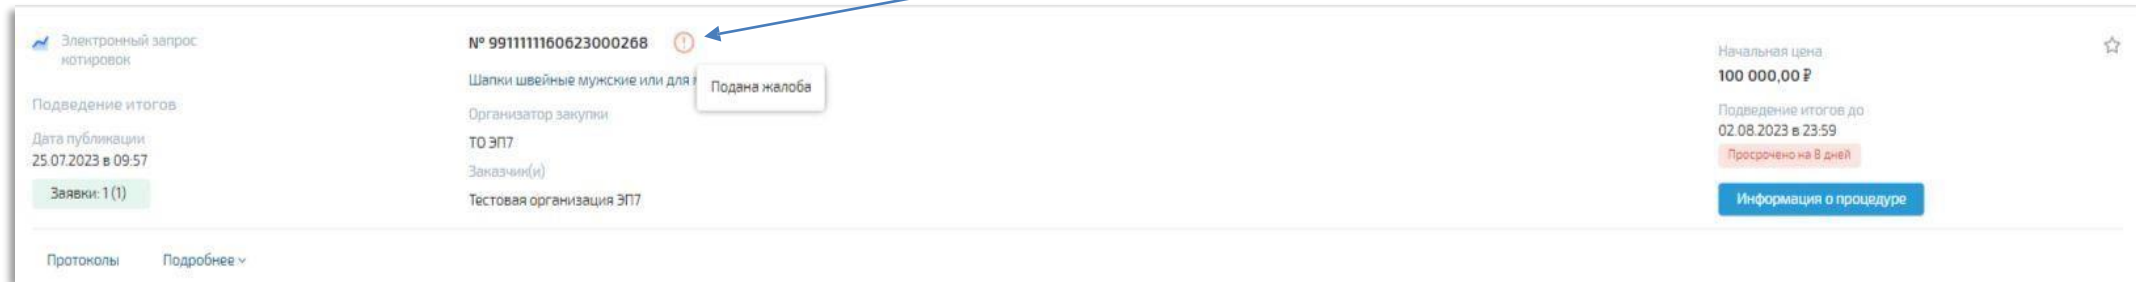 Электронный запрос
котировок
Подведение итогов
Дата публикации
25.07.2023 в 09:57
Заявки: 1 (1)
№ 9911111160623000268
Шапки швейные мужские или для
Подана жалоба
Организатор закупки
ТО ЭП7
Заказчик(и)
Тестовая организация ЭП7
Начальная цена
100 000,00 ₽
Подведение итогов до
02.08.2023 в 23:59
Просрочено на 8 дней
Информация о процедуре
Протоколы Подробнее